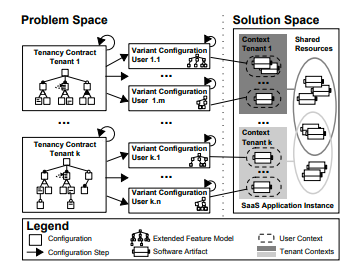 Problem Space
Solution Space
Tenancy Contract
Tenant 1
Variant Configuration
User 1.1
...
Variant Configuration
User 1.m
Context
Tenant 1
Shared
Resources
...
...
...
Tenancy Contract
Tenant k
Variant Configuration
User k.1
...
Variant Configuration
User k.n
Context
Tenant k
...
SaaS Application Instance
Legend
Configuration
Extended Feature Model
User Context
Configuration Step
Software Artifact
Tenant Contexts